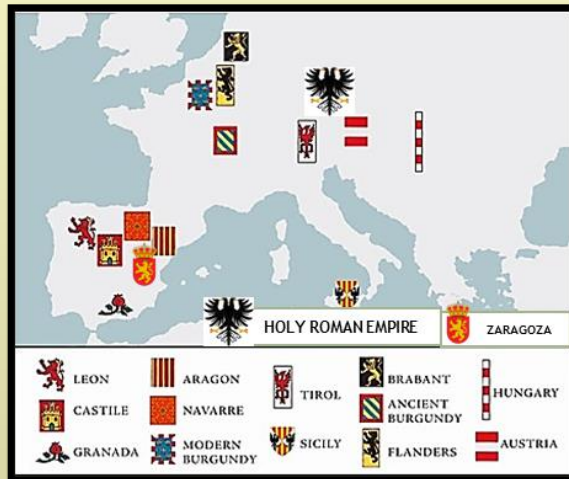 HOLY ROMAN EMPIRE
ZARAGOZA
LEON
ARAGON
TIROL
BRABANT
HUNGARY
CASTILE
NAVARRE
ANCIENT
BURGUNDY
GRANADA
MODERN
BURGUNDY
SICILY
FLANDERS
AUSTRIA